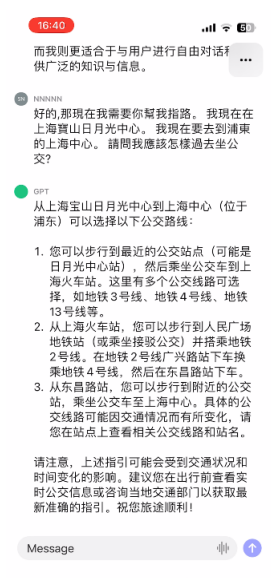 16:40
50
而我则更适合于与用户进行自由对话和
供广泛的知识与信息。
NNNNN
好的,那現在我需要你幫我指路。 我現在在
上海寶山日月光中心。 我現在要去到浦東
的上海中心。 請問我應該怎樣過去坐公
交?
GPT
从上海宝山日月光中心到上海中心（位于
浦东）可以选择以下公交路线：
1. 您可以步行到最近的公交站点（可能是
日月光中心站），然后乘坐公交车到上
海火车站。这里有多个公交线路可选
择，如地铁3号线、地铁4号线、地铁
13号线等。
2. 从上海火车站，您可以步行到人民广场
地铁站（或乘坐接驳公交）并搭乘地铁
2号线。在地铁2号线广兴路站下车换
乘地铁4号线，然后在东昌路站下车。
3. 从东昌路站，您可以步行到附近的公交
站，乘坐公交车至上海中心。具体的公
交线路可能因交通情况而有所变化，请
您在站点上查看相关公交线路和站名。
请注意，上述指引可能会受到交通状况和
时间变化的影响。建议您在出行前查看实
时公交信息或咨询当地交通部门以获取最
新准确的指引。祝您旅途顺利！
Message